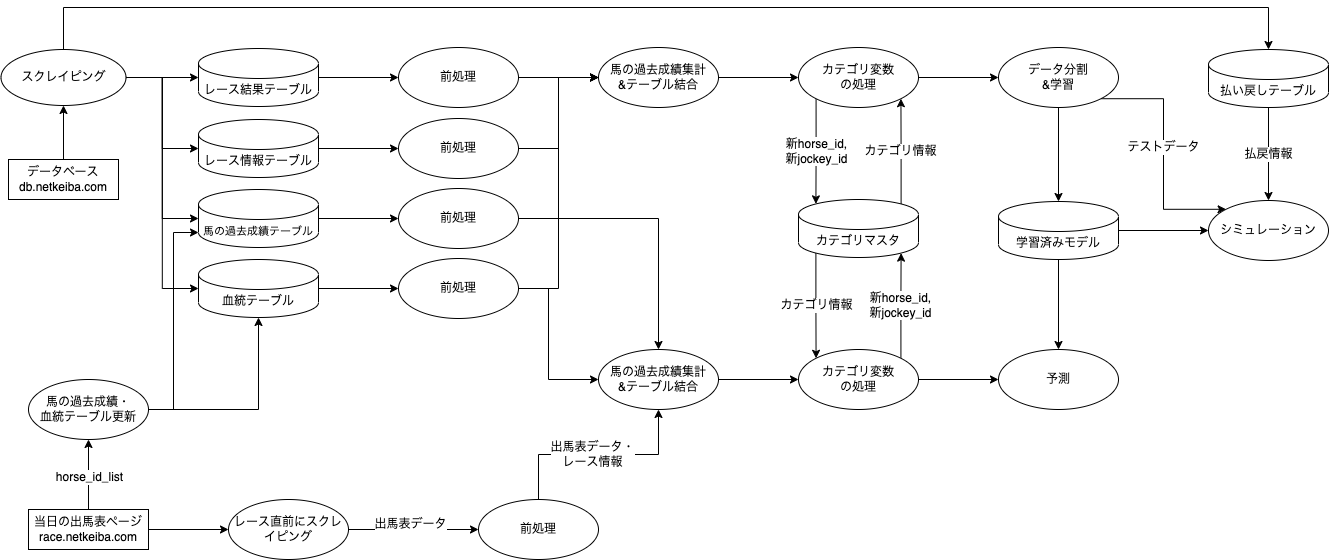 スクレイピング
データベース
db.netkeiba.com
レース結果テーブル
レース情報テーブル
馬の過去成績テーブル
血統テーブル
前処理
前処理
前処理
前処理
馬の過去成績集計
&テーブル結合
カテゴリ変数
の処理
データ分割
&学習
払い戻しテーブル
新horse_id,
新jockey_id
カテゴリ情報
テストデータ
払戻情報
カテゴリマスタ
学習済みモデル
シミュレーション
カテゴリ情報
新horse_id,
新jockey_id
馬の過去成績集計
&テーブル結合
カテゴリ変数
の処理
予測
馬の過去成績・
血統テーブル更新
horse_id_list
当日の出馬表ページ
race.netkeiba.com
レース直前にスクレ
イピング
出馬表データ
前処理
出馬表データ・
レース情報